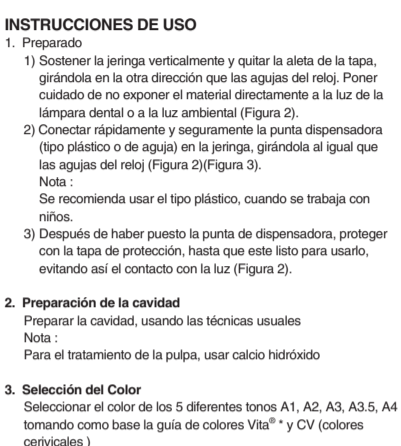 INSTRUCCIONES DE USO
1. Preparado
1) Sostener la jeringa verticalmente y quitar la aleta de la tapa,
girándola en la otra dirección que las agujas del reloj. Poner
cuidado de no exponer el material directamente a la luz de la
lámpara dental o a la luz ambiental (Figura 2).
2) Conectar rápidamente y seguramente la punta dispensadora
(tipo plástico o de aguja) en la jeringa, girándola al igual que
las agujas del reloj (Figura 2)(Figura 3).
Nota :
Se recomienda usar el tipo plástico, cuando se trabaja con
niños.
3) Después de haber puesto la punta de dispensadora, proteger
con la tapa de protección, hasta que este listo para usarlo,
evitando así el contacto con la luz (Figura 2).
2. Preparación de la cavidad
Preparar la cavidad, usando las técnicas usuales
Nota :
Para el tratamiento de la pulpa, usar calcio hidróxido
3. Selección del Color
Seleccionar el color de los 5 diferentes tonos A1, A2, A3, A3.5, A4
tomando como base la guía de colores Vita® * y CV (colores
cerivicales )